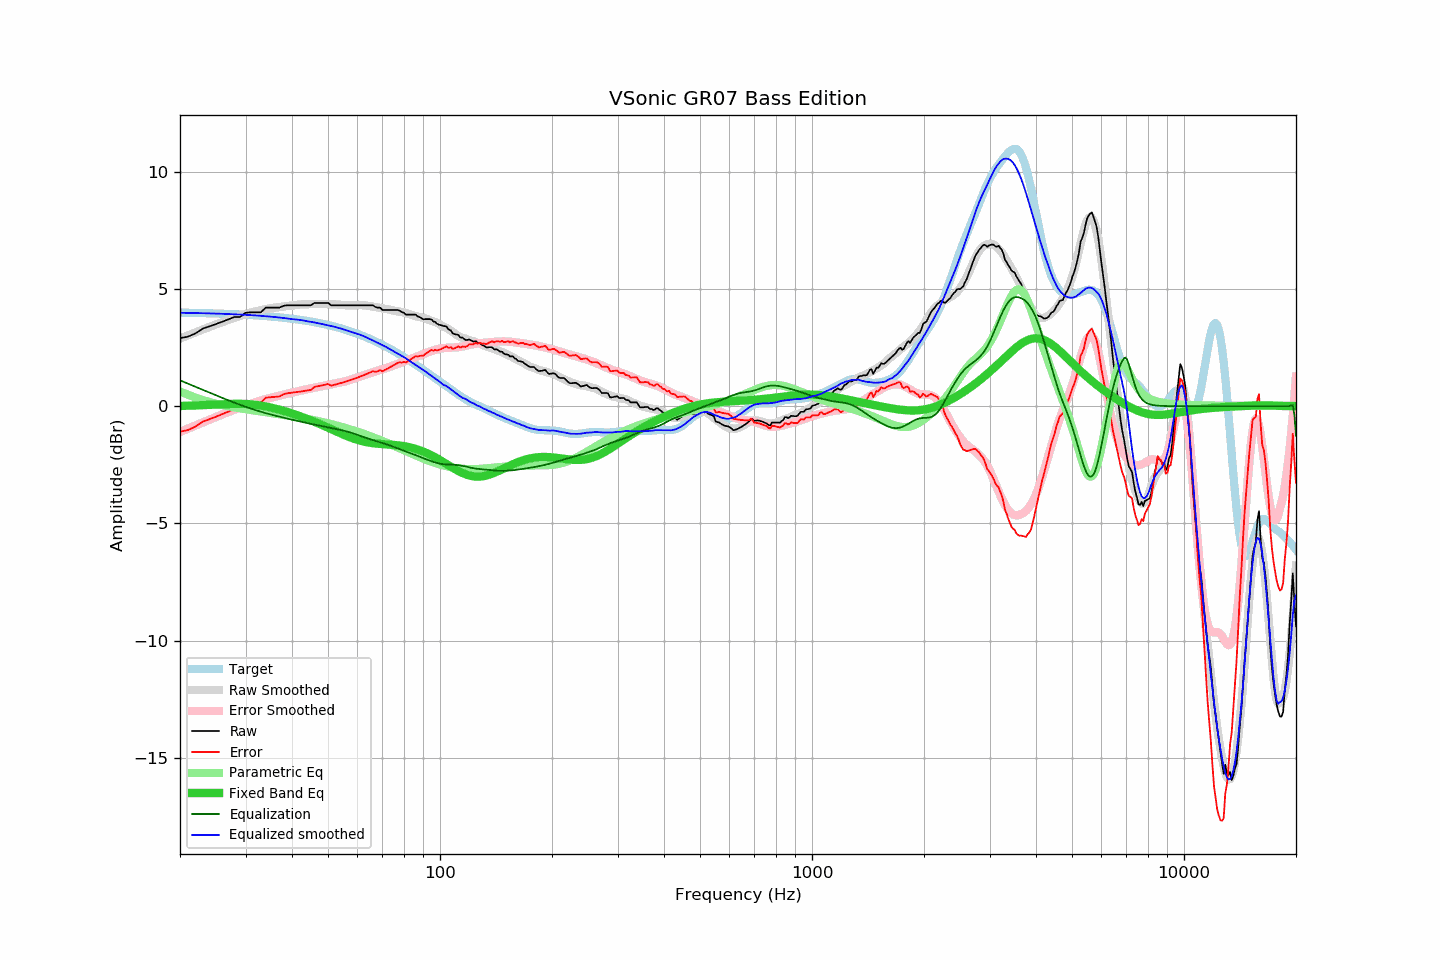 VSonic GR07 Bass Edition
Amplitude (dBr)
10
5
0
−5
−10
−15
Target
Raw Smoothed
Error Smoothed
Raw
Error
Parametric Eq
Fixed Band Eq
Equalization
Equalized smoothed
100
1000
10000
Frequency (Hz)